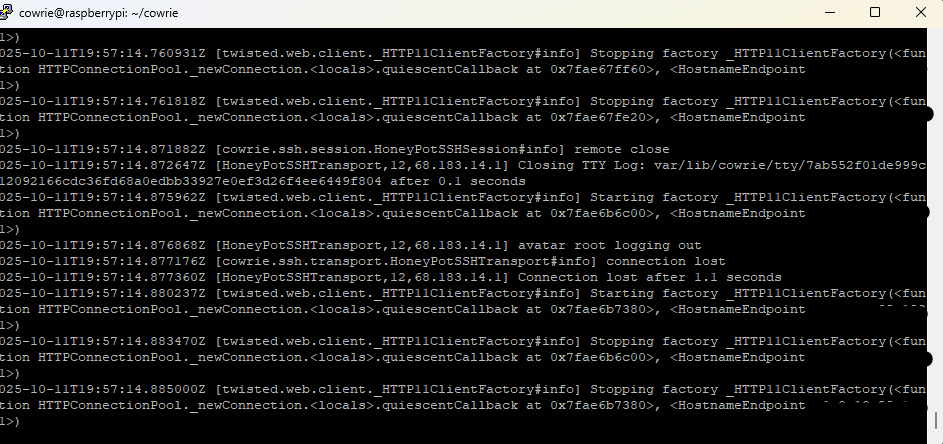 cowrie@raspberrypi: ~/cowrie
l>)
025-10-11T19:57:14.760931Z [twisted.web.client._HTTP11ClientFactory#info] Stopping factory _HTTP11ClientFactory(<fun
tion HTTPConnectionPool._newConnection.<locals>.quiescentCallback at 0x7fae67ff60>, <HostnameEndpoint
l>)
025-10-11T19:57:14.761818Z [twisted.web.client._HTTP11ClientFactory#info] Stopping factory _HTTP11ClientFactory(<fun
tion HTTPConnectionPool._newConnection.<locals>.quiescentCallback at 0x7fae67fe20>, <HostnameEndpoint
l>)
025-10-11T19:57:14.871882Z [cowrie.ssh.session.HoneyPotSSHSession#info] remote close
025-10-11T19:57:14.872647Z [HoneyPotSSHTransport,12,68.183.14.1] Closing TTY Log: var/lib/cowrie/tty/7ab552f01de999c
12092166cdc36fd68a0edbb33927e0ef3d26f4ee6449f804 after 0.1 seconds
025-10-11T19:57:14.875962Z [twisted.web.client._HTTP11ClientFactory#info] Starting factory _HTTP11ClientFactory(<fun
tion HTTPConnectionPool._newConnection.<locals>.quiescentCallback at 0x7fae6b6c00>, <HostnameEndpoint
l>)
025-10-11T19:57:14.876868Z [HoneyPotSSHTransport,12,68.183.14.1] avatar root logging out
025-10-11T19:57:14.877176Z [cowrie.ssh.transport.HoneyPotSSHTransport#info] connection lost
025-10-11T19:57:14.877360Z [HoneyPotSSHTransport,12,68.183.14.1] Connection lost after 1.1 seconds
025-10-11T19:57:14.880237Z [twisted.web.client._HTTP11ClientFactory#info] Starting factory _HTTP11ClientFactory(<fun
tion HTTPConnectionPool._newConnection.<locals>.quiescentCallback at 0x7fae6b7380>, <HostnameEndpoint
l>)
025-10-11T19:57:14.883470Z [twisted.web.client._HTTP11ClientFactory#info] Stopping factory _HTTP11ClientFactory(<fun
tion HTTPConnectionPool._newConnection.<locals>.quiescentCallback at 0x7fae6b6c00>, <HostnameEndpoint
l>)
025-10-11T19:57:14.885000Z [twisted.web.client._HTTP11ClientFactory#info] Stopping factory _HTTP11ClientFactory(<fun
tion HTTPConnectionPool._newConnection.<locals>.quiescentCallback at 0x7fae6b7380>, <HostnameEndpoint
l>)